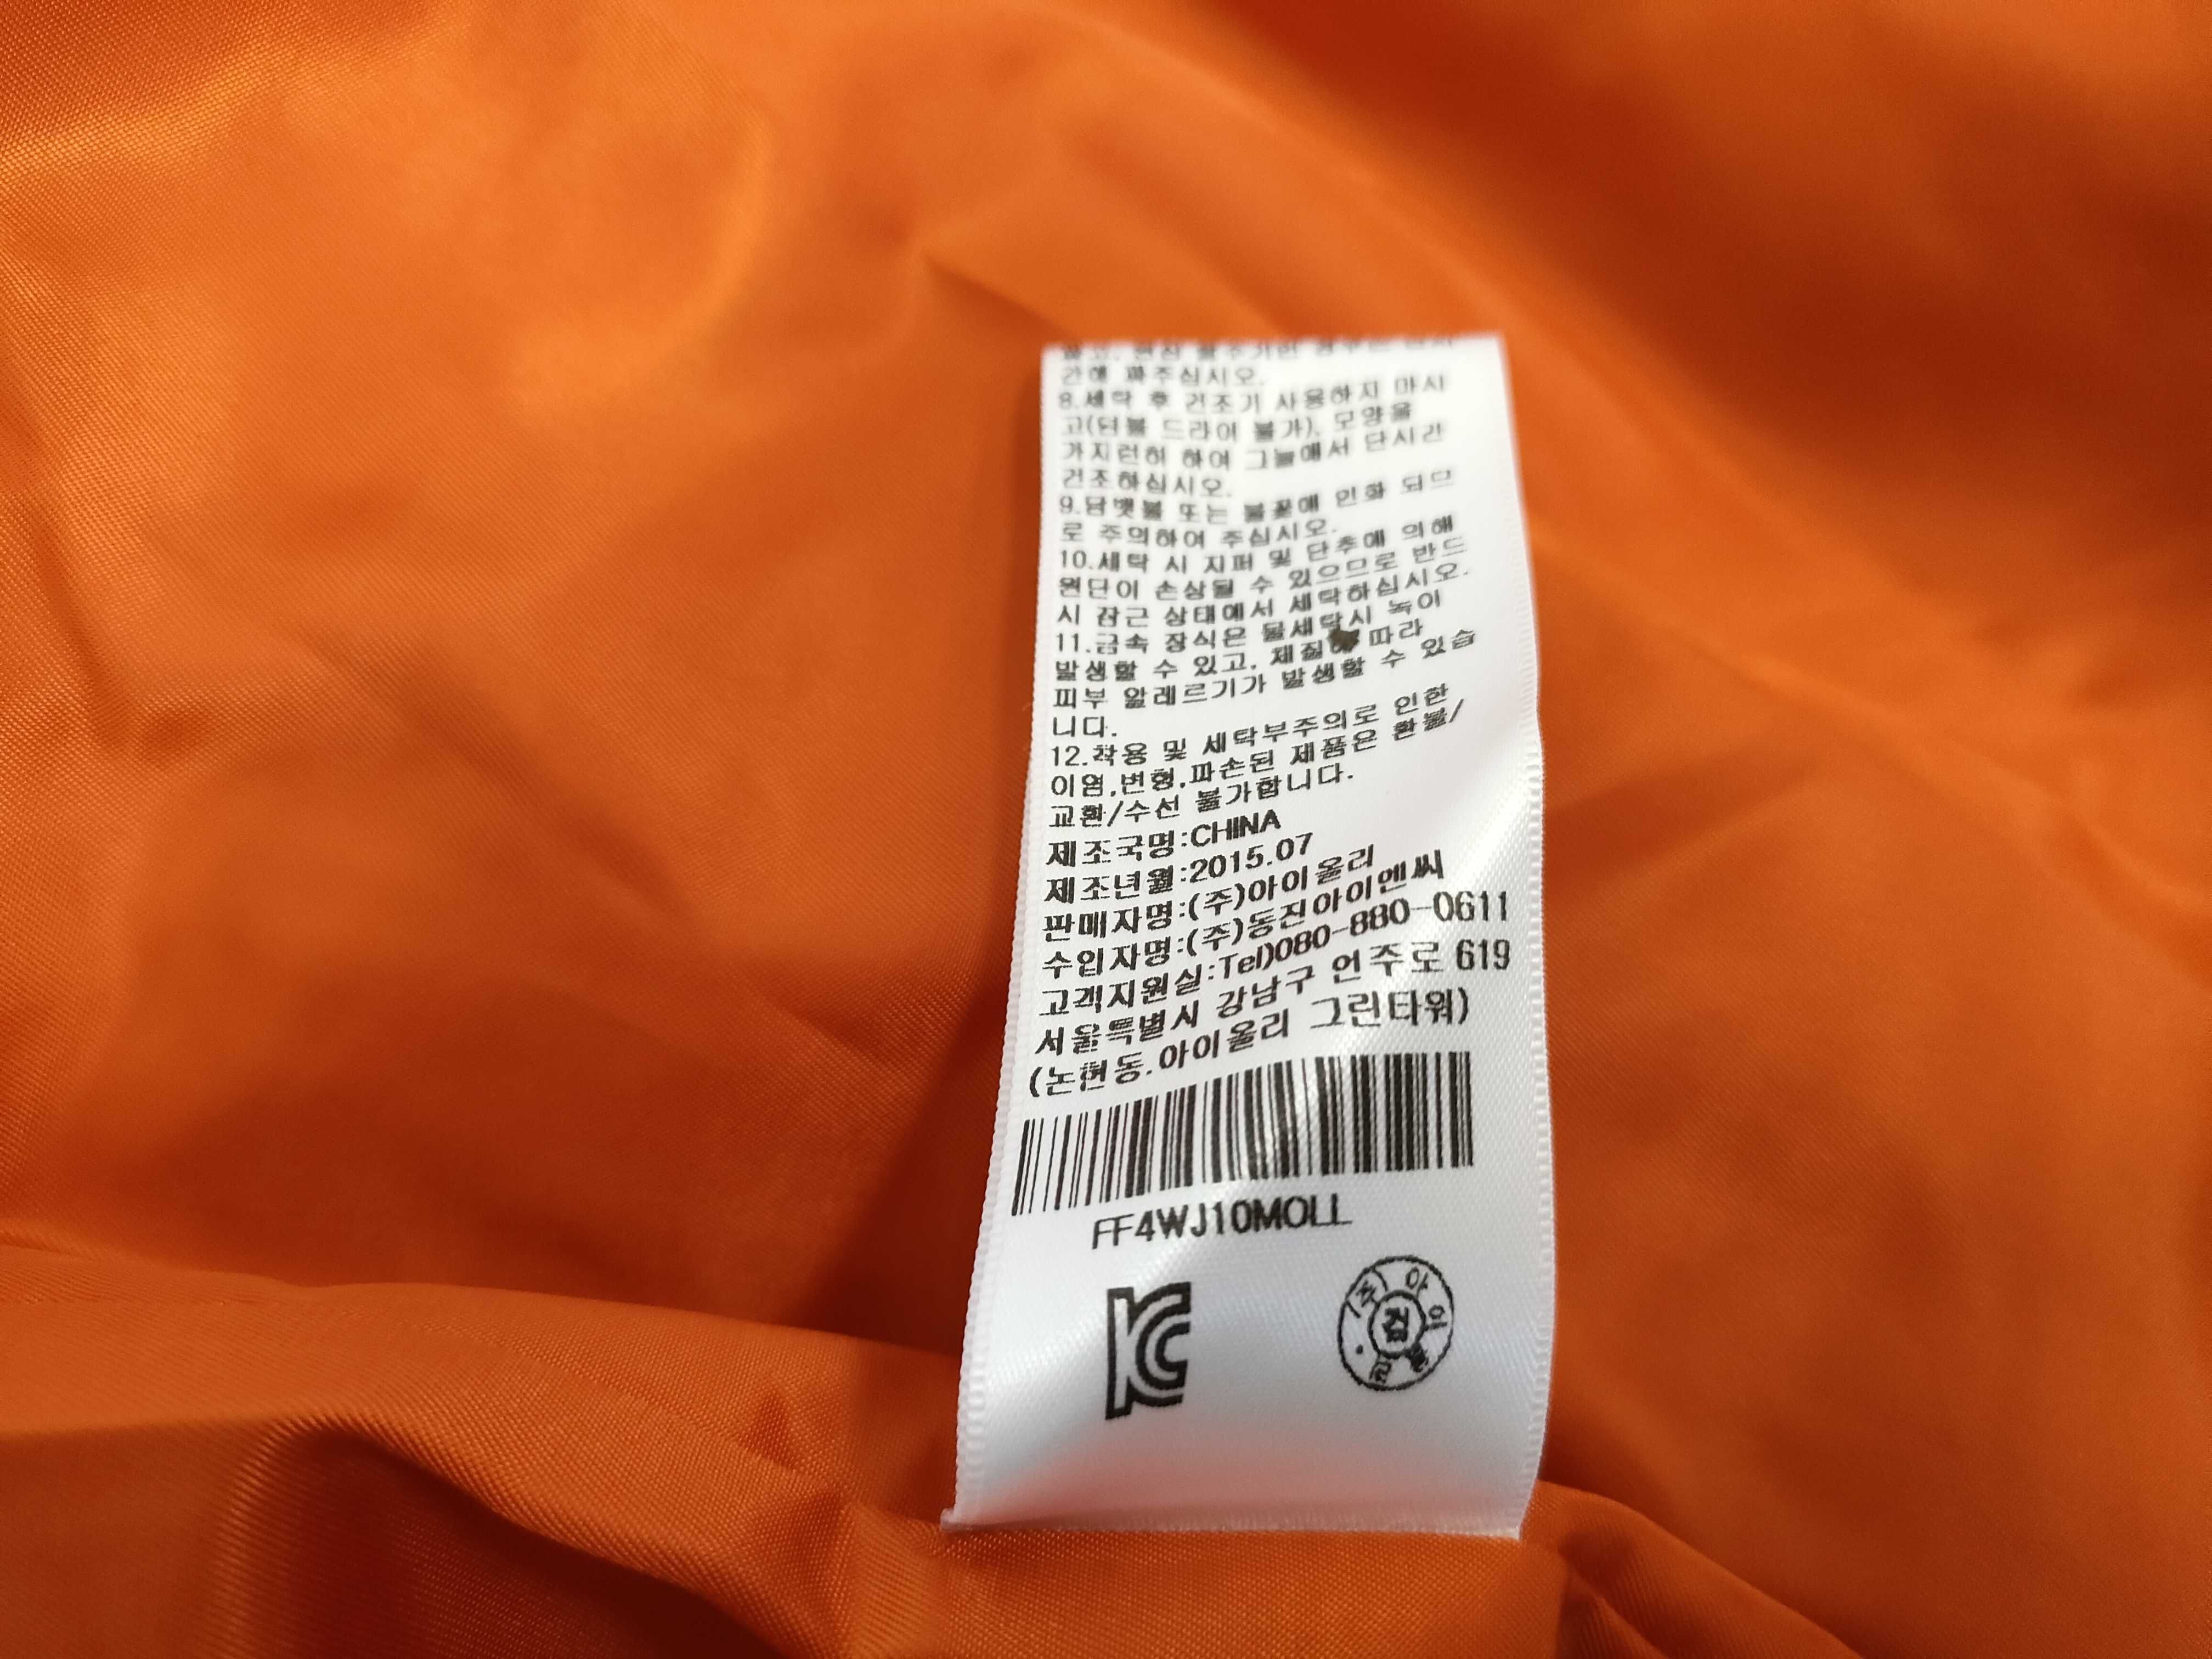 간해 짜주십시오.
8.세탁 후 건조기 사용하지 마시
고(텀블 드라이 불가), 모양을
가지런히 하여 그늘에서 단시간
건조하십시오.
9.담뱃불 또는 불꽃에 인화 되므
로 주의하여 주십시오.
10.세탁 시 지퍼 및 단추에 의해
원단이 손상될 수 있으므로 반드
시 잠근 상태에서 세탁하십시오.
11.금속 장식은 물세탁시 녹이
발생할 수 있고, 재질에 따라
피부 알레르기가 발생할 수 있습
니다.
12.착용 및 세탁부주의로 인한
이염,변형,파손된 제품은 환불/
교환/수선 불가합니다.
제조국명:CHINA
제조년월:2015.07
판매자명:(주)아이올리
수입자명:(주)동진아이엔씨
고객지원실:Tel)080-880-0611
서울특별시 강남구 언주로 619
(논현동,아이올리 그린타워)
FF4WJ10MOLL
KC
(주)아이올리
검